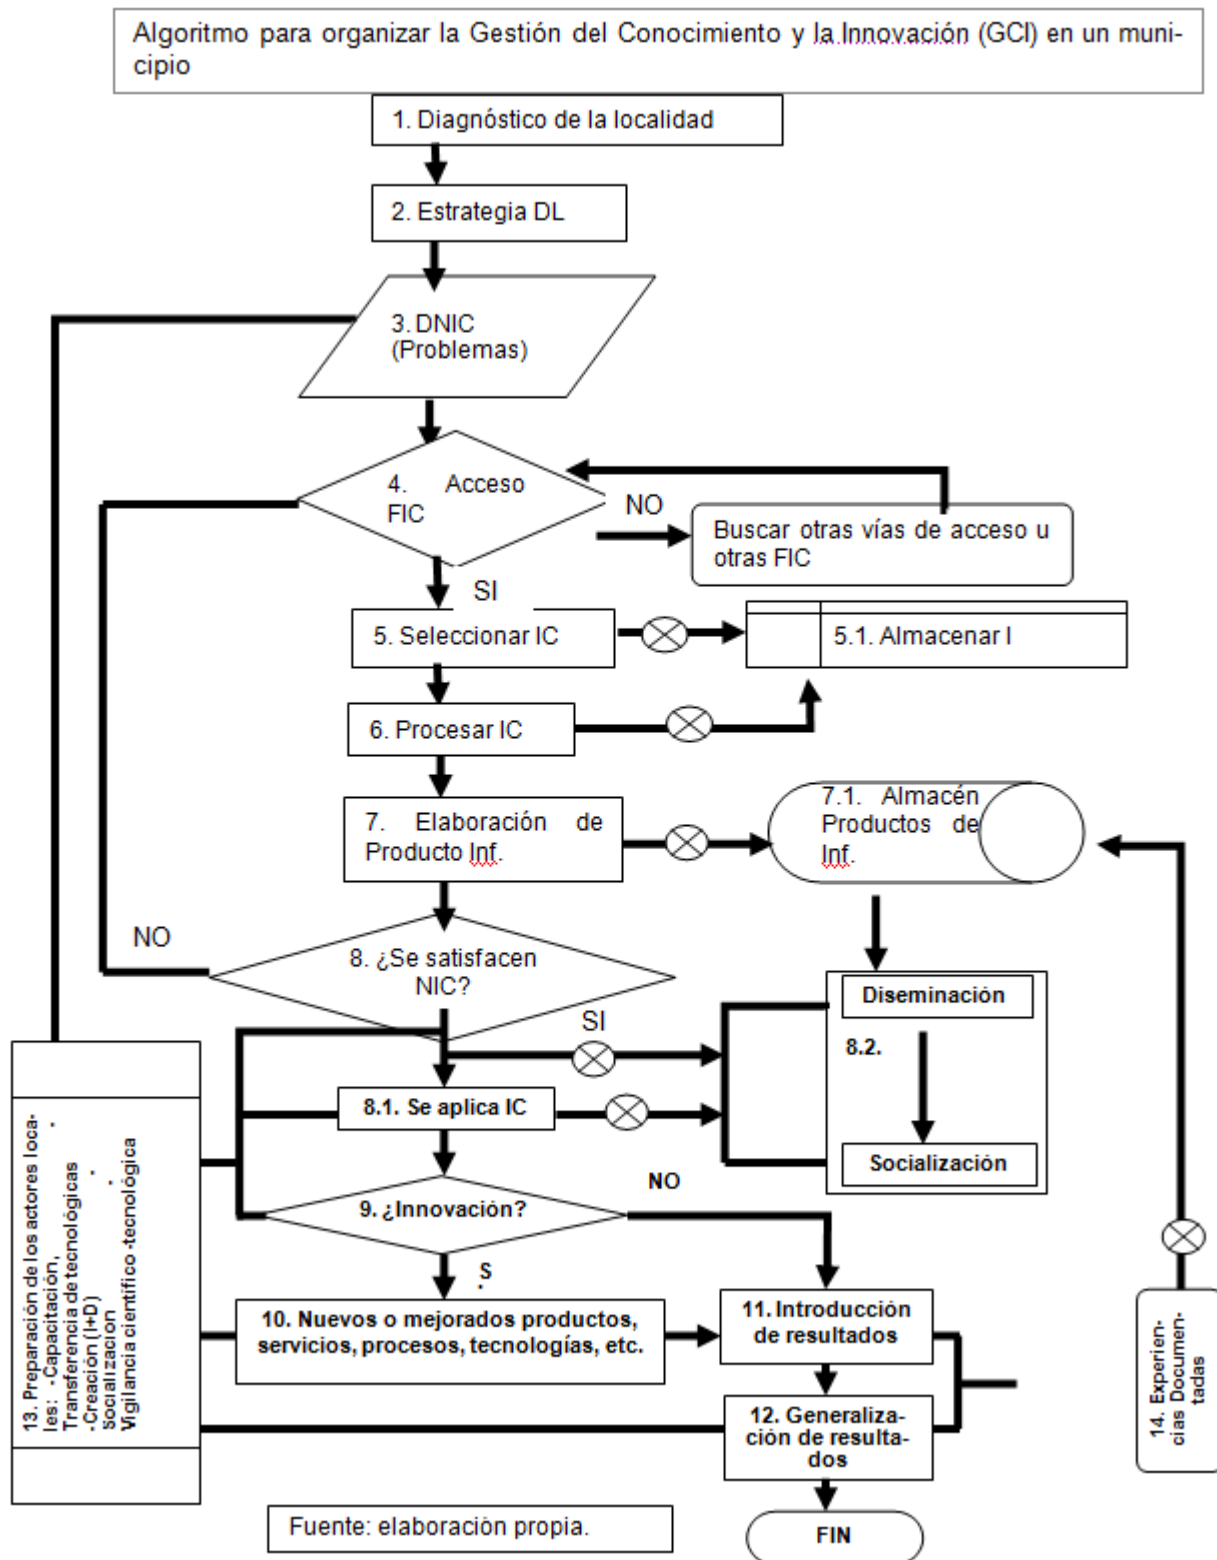 Algoritmo para organizar la Gestión del Conocimiento y la Innovación (GCI) en un muni-
cipio
1. Diagnóstico de la localidad
2. Estrategia DL
3. DNIC
(Problemas)
4. Acceso
FIC
NO
Buscar otras vías de acceso u
otras FIC
SI
5. Seleccionar IC
5.1. Almacenar I
6. Procesar IC
7. Elaboración de
Producto Inf.
7.1. Almacén
Productos de
Inf.
NO
8. ¿Se satisfacen
NIC?
SI
Diseminación
8.2.
Socialización
8.1. Se aplica IC
9. ¿Innovación?
NO
S
10. Nuevos o mejorados productos,
servicios, procesos, tecnologías, etc.
11. Introducción
de resultados
12. Generaliza-
ción de resulta-
dos
13. Preparación de los actores loca-
les: -Capacitación,
Transferencia de tecnológicas
-Creación (I+D)
Socialización
Vigilancia científico -tecnológica
14. Experien-
cias Documen-
tadas
Fuente: elaboración propia.
FIN